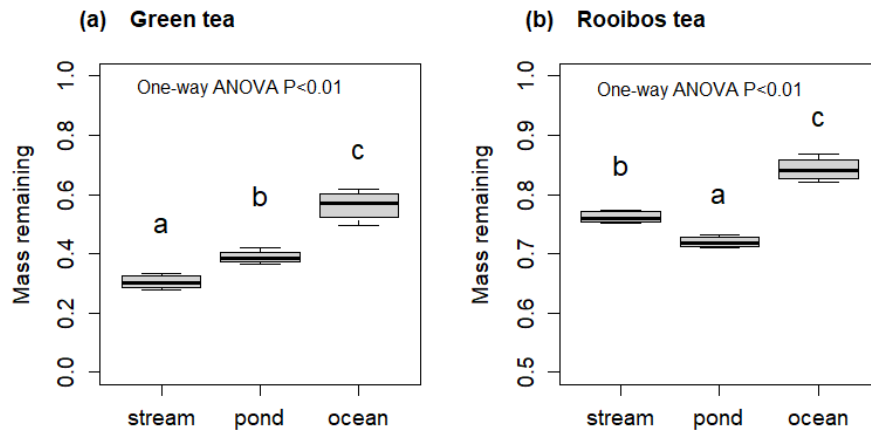 (a) Green tea
One-way ANOVA P<0.01
Mass remaining
1.0
0.8
0.6
0.4
0.2
0.0
a
b
c
stream pond ocean
(b) Rooibos tea
One-way ANOVA P<0.01
Mass remaining
1.0
0.9
0.8
0.7
0.6
0.5
b
a
c
stream pond ocean